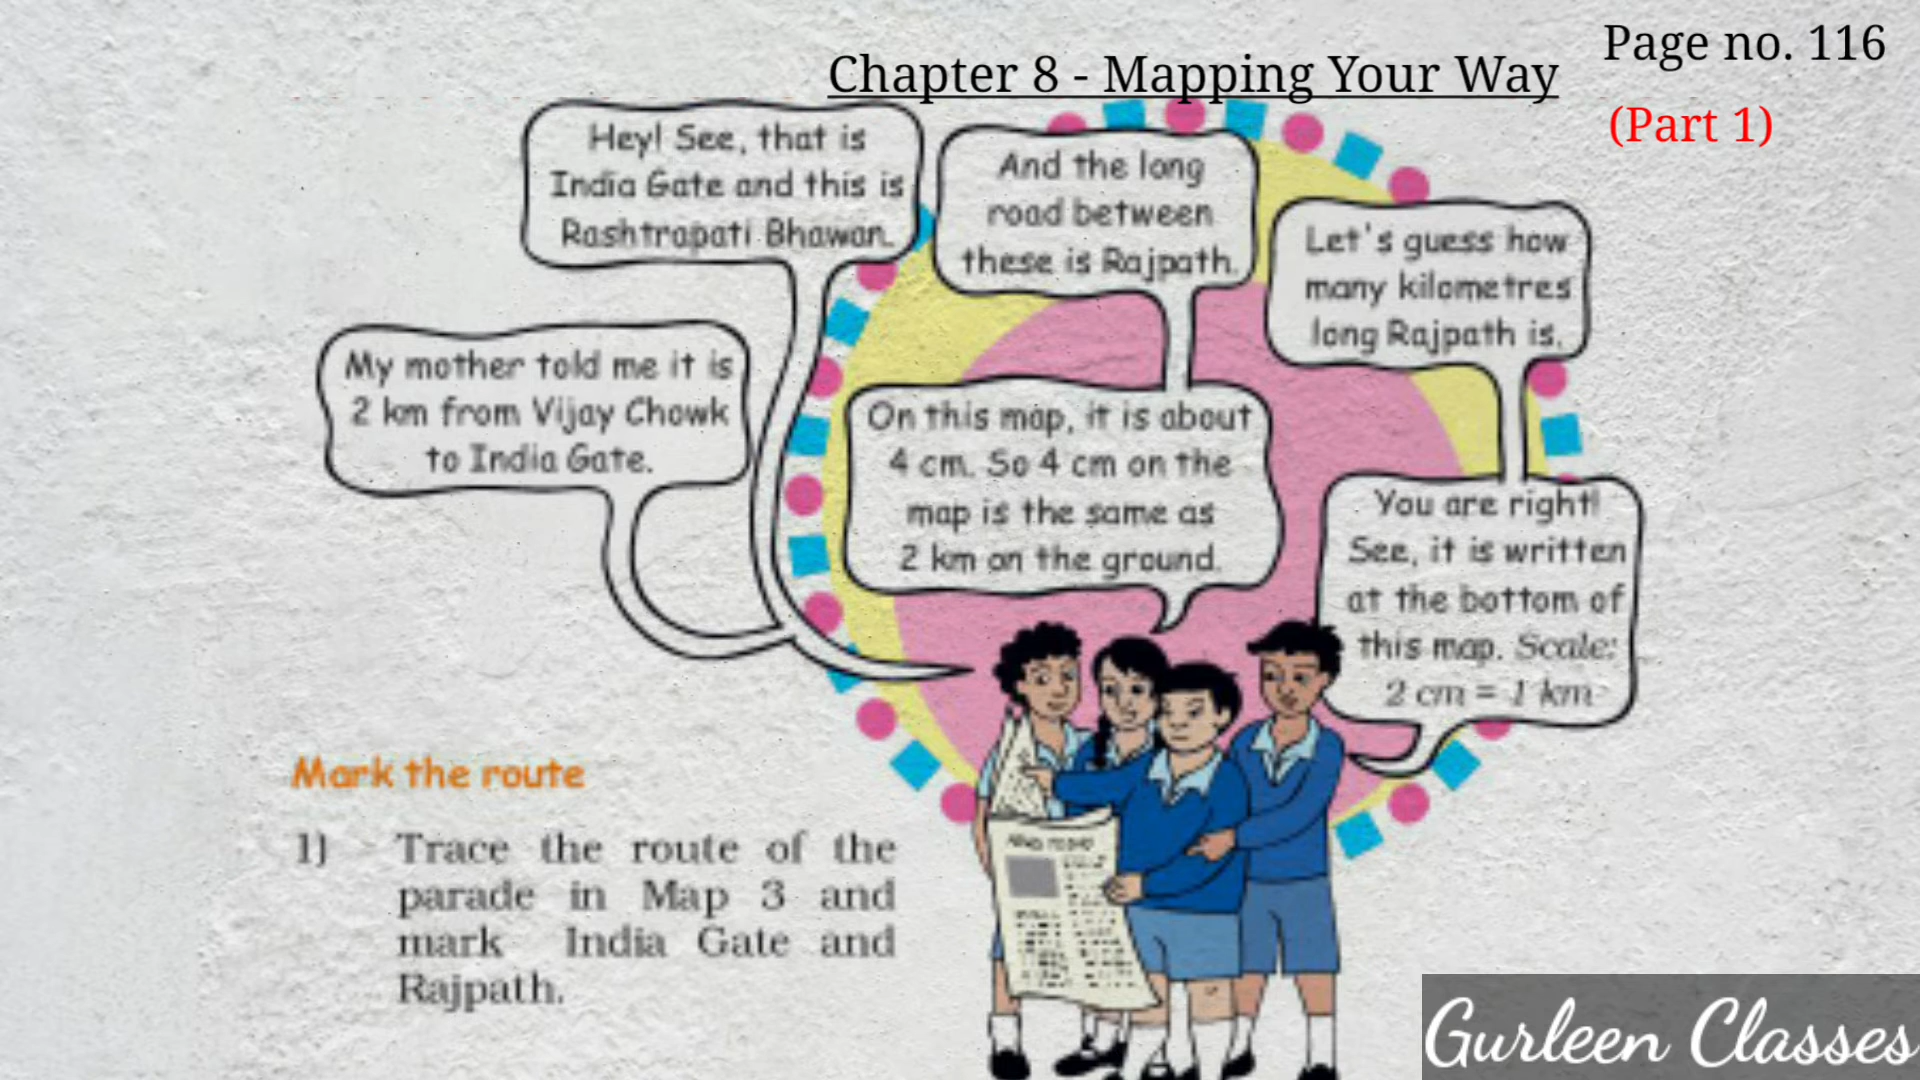 Page no. 116
Chapter 8 - Mapping Your Way
(Part 1)
Hey! See, that is
India Gate and this is
Rashtrapati Bhawan.
And the long
road between
these is Rajpath.
Let's guess how
many kilometres
long Rajpath is.
My mother told me it is
2 km from Vijay Chowk
to India Gate.
On this map, it is about
4 cm. So 4 cm on the
map is the same as
2 km on the ground.
You are right!
See, it is written
at the bottom of
this map. Scale:
2 cm = 1 km
Mark the route
1) Trace the route of the
parade in Map 3 and
mark India Gate and
Rajpath.
Gurleen Classes